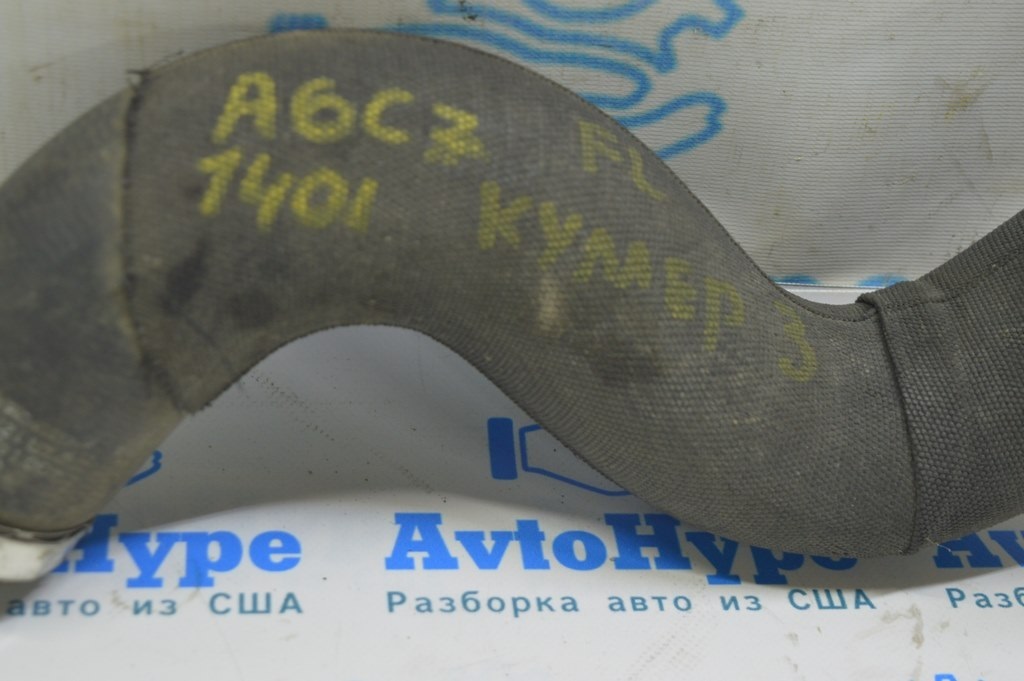 A6C7
1401
FL
КУМЕР 3
AvtoHype
Разборка авто из США
Hype
авто из США